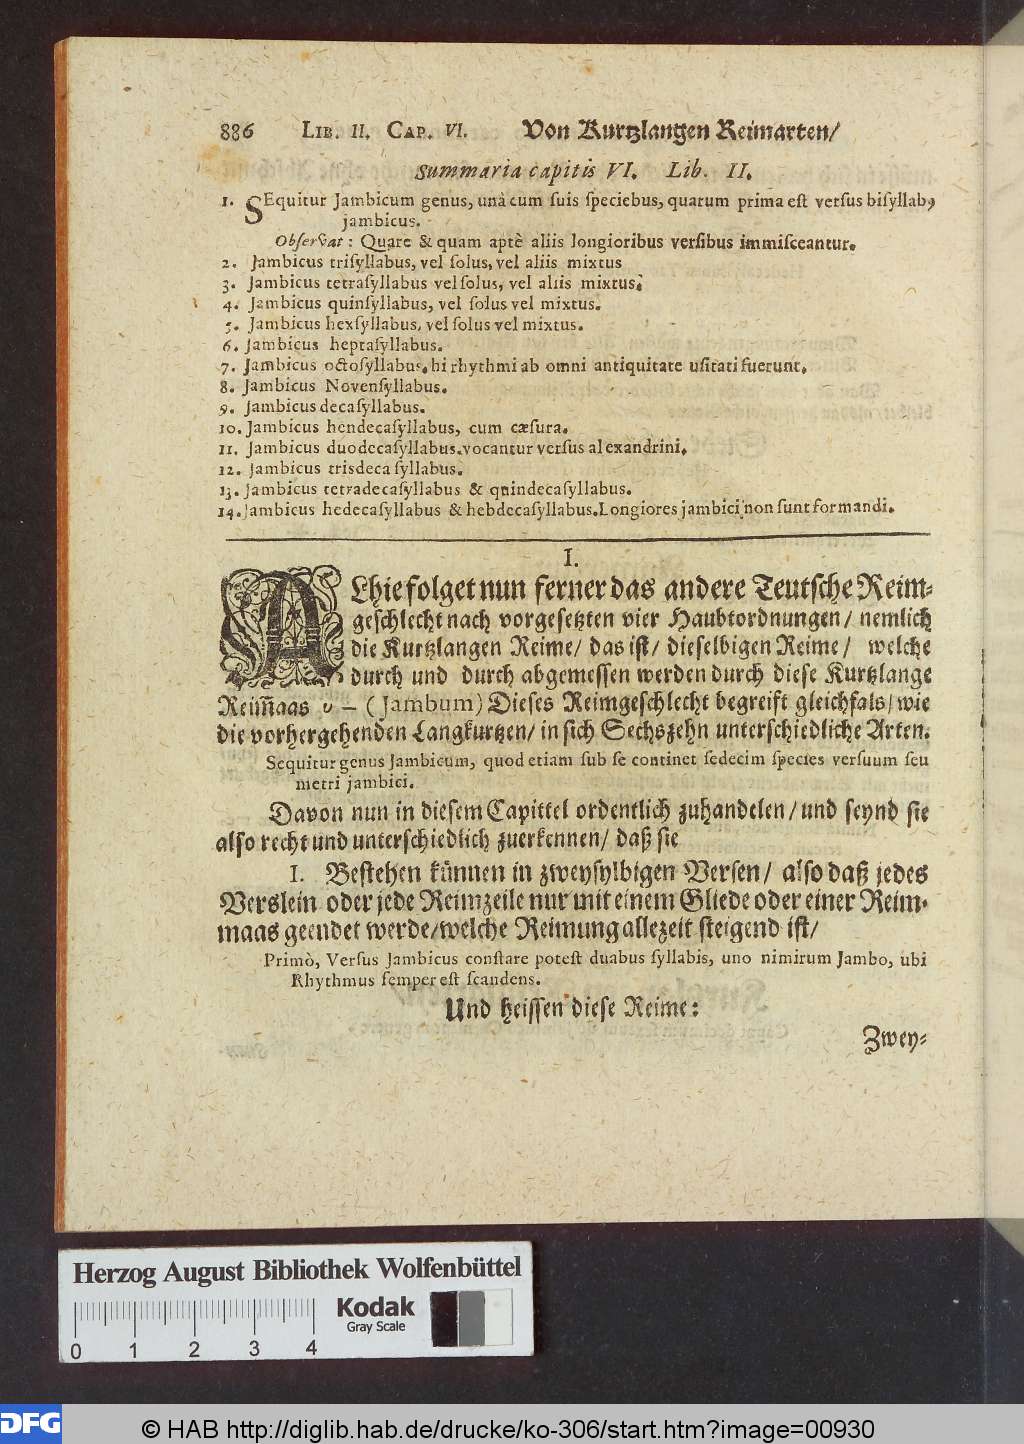 886 LIB. II. CAP. VI. Von Kurtzlangen Reimarten/
Summaria capitis VI. Lib. II.
1. SEquitur Jambicum genus, unà cum suis speciebus, quarum prima est versus bisyllabꝰ
jambicus.
Observat: Quare & quam aptè aliis longioribus versibus immisceantur.
2. Jambicus trisyllabus, vel solus, vel aliis mixtus
3. Jambicus tetrasyllabus vel solus, vel aliis mixtus.
4. Jambicus quinsyllabus, vel solus vel mixtus.
5. Jambicus hexsyllabus, vel solus vel mixtus.
6. Jambicus heptasyllabus.
7. Jambicus octosyllabus. hi rhythmi ab omni antiquitate usitati fuerunt.
8. Jambicus Novensyllabus.
9. Jambicus decasyllabus.
10. Jambicus hendecasyllabus, cum cæsura.
11. Jambicus duodecasyllabus. vocantur versus alexandrini.
12. Jambicus trisdecasyllabus.
13. Jambicus tetradecasyllabus & quindecasyllabus.
14. Jambicus hedecasyllabus & hebdecasyllabus. Longiores jambici non sunt formandi.
I.
ALhie folget nun ferner das andere Teutsche Reim-
geschlecht nach vorgesetzten vier Haubtordnungen/ nemlich
die Kurtzlangen Reime/ das ist/ dieselbigen Reime/ welche
durch und durch abgemessen werden durch diese Kurtzlange
Reim̃aas υ – (Jambum) Dieses Reimgeschlecht begreift gleichfals/ wie
die vorhergehenden Langkurtzen/ in sich Sechszehn unterschiedliche Arten.
Sequitur genus Jambicum, quod etiam sub se continet sedecim species versuum seu
metri jambici.
Davon nun in diesem Capittel ordentlich zuhandelen/ und seynd sie
also recht und unterschiedlich zuerkennen/ daß sie
I. Bestehen künnen in zweysylbigen Versen/ also daß jedes
Verslein oder jede Reimzeile nur mit einem Gliede oder einer Reim-
maas geendet werde/ welche Reimung allezeit steigend ist/
Primò, Versus Jambicus constare potest duabus syllabis, uno nimirum Jambo, ubi
Rhythmus semper est scandens.
Und heissen diese Reime:
Zwey-
Herzog August Bibliothek Wolfenbüttel
Kodak
Gray Scale
0 1 2 3 4
DFG
© HAB http://diglib.hab.de/drucke/ko-306/start.htm?image=00930